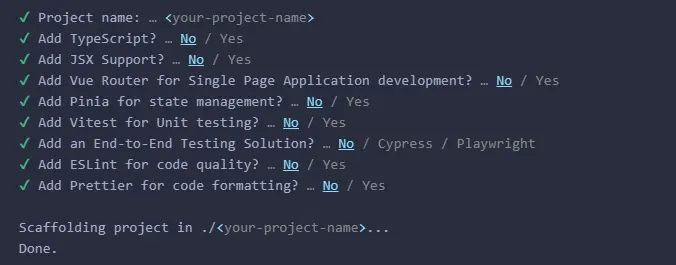 ✔ Project name: … <your-project-name>
✔ Add TypeScript? … No / Yes
✔ Add JSX Support? … No / Yes
✔ Add Vue Router for Single Page Application development? … No / Yes
✔ Add Pinia for state management? … No / Yes
✔ Add Vitest for Unit testing? … No / Yes
✔ Add an End-to-End Testing Solution? … No / Cypress / Playwright
✔ Add ESLint for code quality? … No / Yes
✔ Add Prettier for code formatting? … No / Yes
Scaffolding project in ./<your-project-name>...
Done.